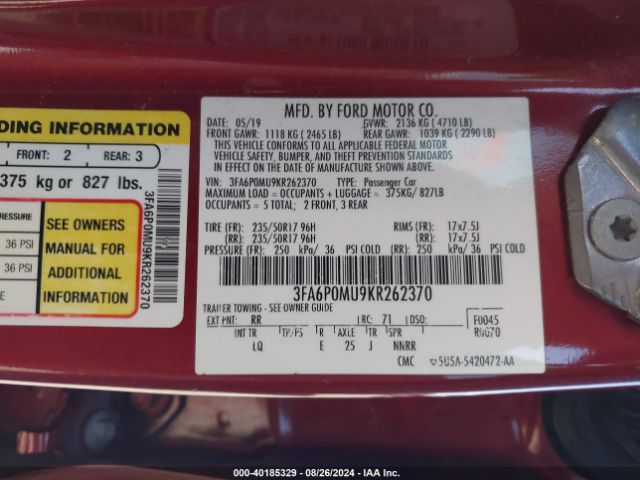 DING INFORMATION
FRONT: 2 REAR: 3
375 kg or 827 lbs.
RESSURE
36 PSI
36 PSI
SEE OWNERS
MANUAL FOR
ADDITIONAL
INFORMATION
3FA6P0MU9KR262370
MFD. BY FORD MOTOR CO.
DATE: 05/19 GVWR: 2136 KG ( 4710 LB)
FRONT GAWR: 1118 KG ( 2465 LB) REAR GAWR: 1039 KG ( 2290 LB)
THIS VEHICLE CONFORMS TO ALL APPLICABLE FEDERAL MOTOR
VEHICLE SAFETY, BUMPER, AND THEFT PREVENTION STANDARDS
IN EFFECT ON THE DATE OF MANUFACTURE SHOWN ABOVE.
VIN: 3FA6P0MU9KR262370 TYPE: Passenger Car
MAXIMUM LOAD = OCCUPANTS + LUGGAGE = 375KG/ 827LB
OCCUPANTS = 5 TOTAL; 2 FRONT, 3 REAR
TIRE (FR): 235/50R17 96H RIMS (FR): 17x7.5J
(RR): 235/50R17 96H (RR): 17x7.5J
PRESSURE (FR): 250 kPa/ 36 PSI COLD (RR): 250 kPa/ 36 PSI COLD
3FA6P0MU9KR262370
TRAILER TOWING - SEE OWNER GUIDE
EXT PNT: RR RC: 71 DSO: F0045
INT TR TP/PS R AXLE TR SPR R0070
LQ E 25 J NNRR
CMC 5U5A-5420472-AA
000-40185329 - 08/26/2024 - IAAI.com